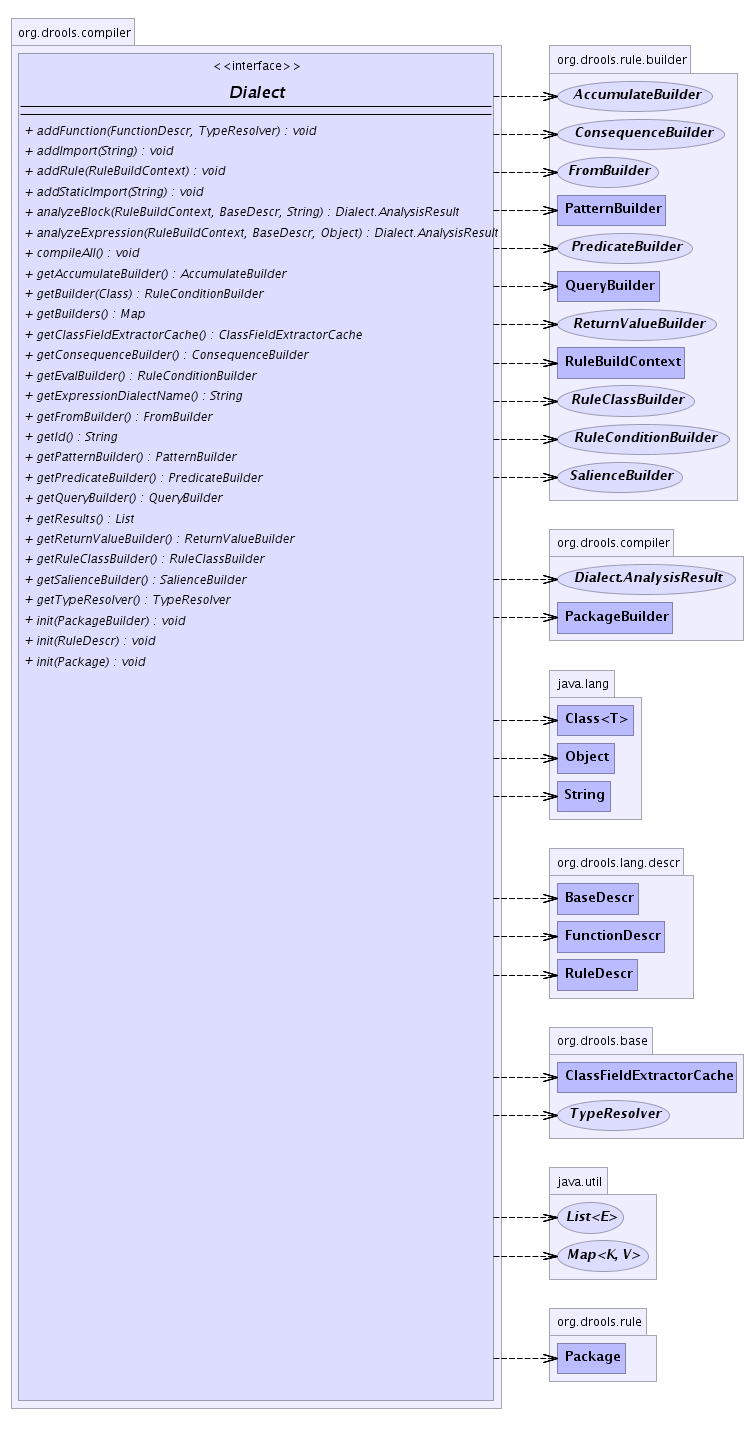 org.drools.compiler
<<interface>>
Dialect
+ addFunction(FunctionDescr, TypeResolver) : void
+ addImport(String) : void
+ addRule(RuleBuildContext) : void
+ addStaticImport(String) : void
+ analyzeBlock(RuleBuildContext, BaseDescr, String) : Dialect.AnalysisResult
+ analyzeExpression(RuleBuildContext, BaseDescr, Object) : Dialect.AnalysisResult
+ compileAll() : void
+ getAccumulateBuilder() : AccumulateBuilder
+ getBuilder(Class) : RuleConditionBuilder
+ getBuilders() : Map
+ getClassFieldExtractorCache() : ClassFieldExtractorCache
+ getConsequenceBuilder() : ConsequenceBuilder
+ getEvalBuilder() : RuleConditionBuilder
+ getExpressionDialectName() : String
+ getFromBuilder() : FromBuilder
+ getId() : String
+ getPatternBuilder() : PatternBuilder
+ getPredicateBuilder() : PredicateBuilder
+ getQueryBuilder() : QueryBuilder
+ getResults() : List
+ getReturnValueBuilder() : ReturnValueBuilder
+ getRuleClassBuilder() : RuleClassBuilder
+ getSalienceBuilder() : SalienceBuilder
+ getTypeResolver() : TypeResolver
+ init(PackageBuilder) : void
+ init(RuleDescr) : void
+ init(Package) : void
org.drools.rule.builder
AccumulateBuilder
ConsequenceBuilder
FromBuilder
PatternBuilder
PredicateBuilder
QueryBuilder
ReturnValueBuilder
RuleBuildContext
RuleClassBuilder
RuleConditionBuilder
SalienceBuilder
org.drools.compiler
Dialect.AnalysisResult
PackageBuilder
java.lang
Class<T>
Object
String
org.drools.lang.descr
BaseDescr
FunctionDescr
RuleDescr
org.drools.base
ClassFieldExtractorCache
TypeResolver
java.util
List<E>
Map<K, V>
org.drools.rule
Package